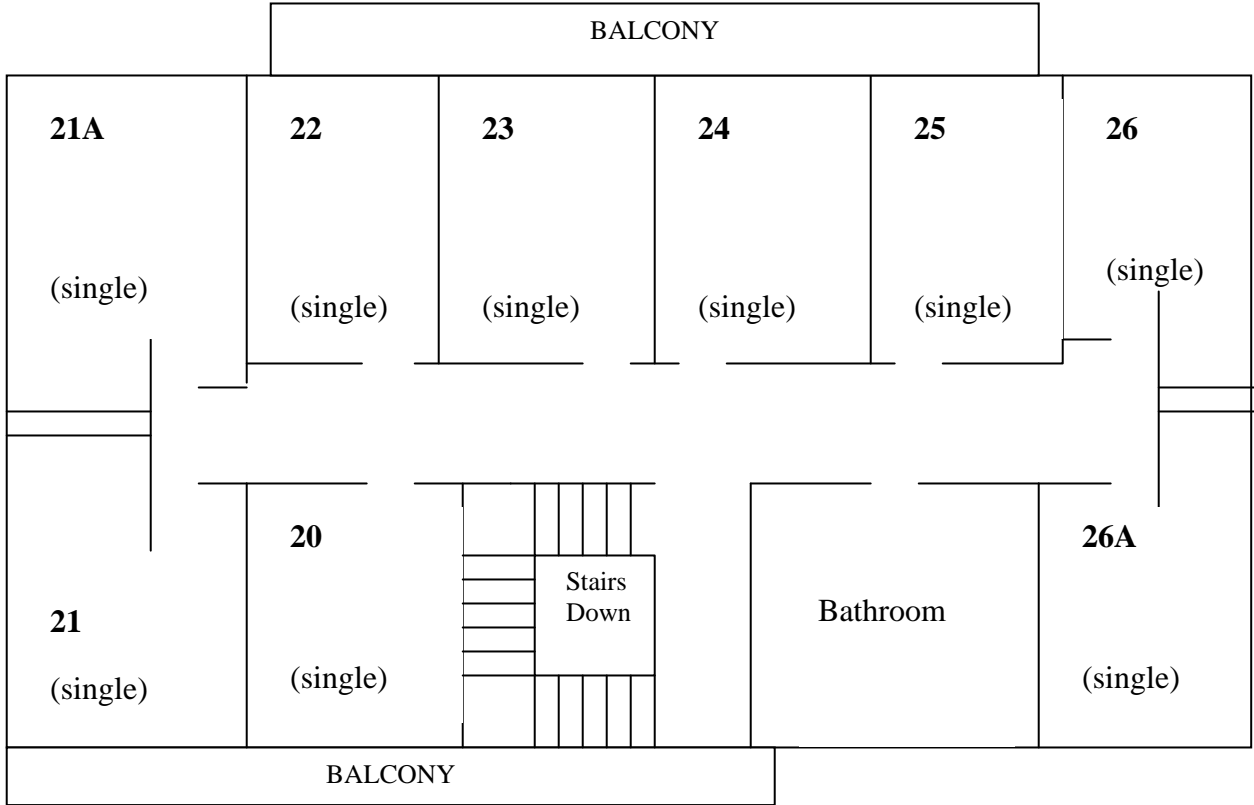 BALCONY
21A
22
23
24
25
26
(single)
(single)
(single)
(single)
(single)
(single)
20
26A
Stairs
Down
Bathroom
21
(single)
(single)
(single)
BALCONY